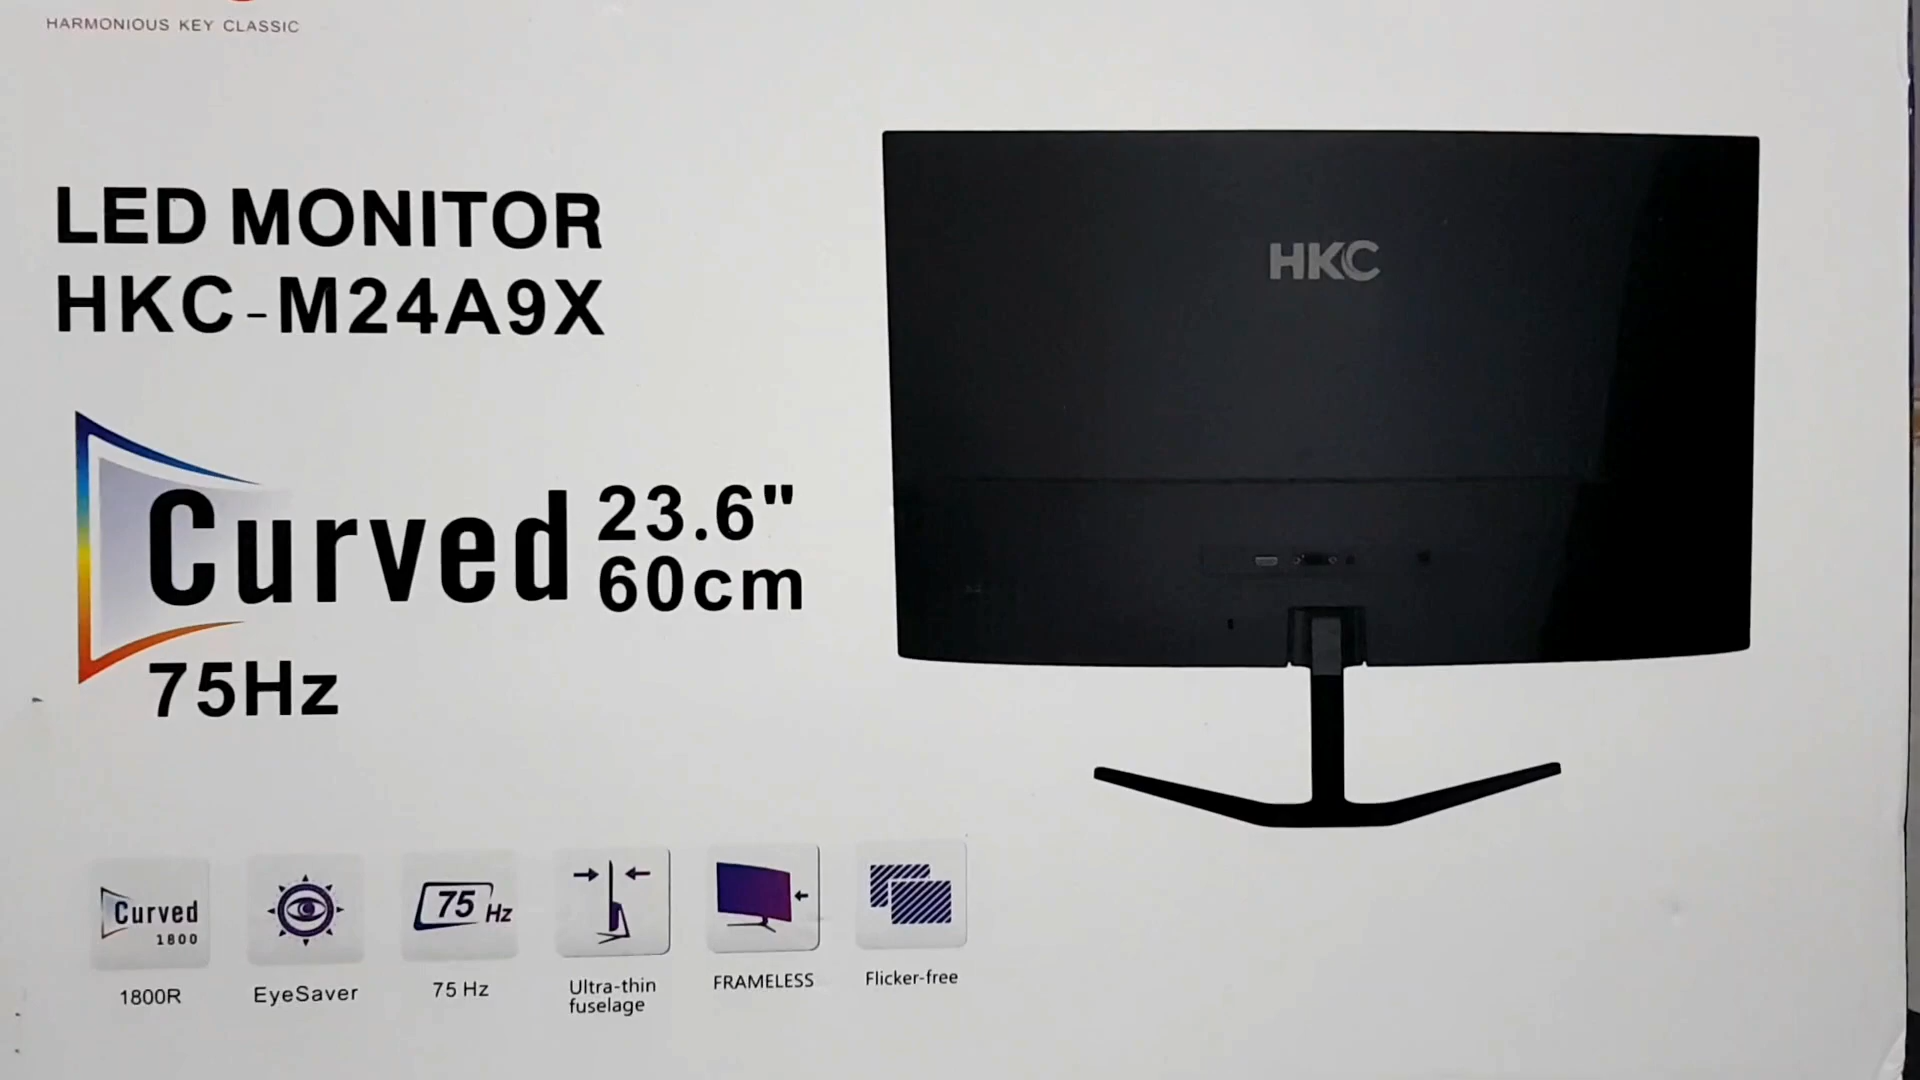 HARMONIOUS KEY CLASSIC
LED MONITOR
HKC-M24A9X
Curved 23.6"
60cm
75Hz
HKC
Curved
1800
75 Hz
1800R
EyeSaver
75 Hz
Ultra-thin
fuselage
FRAMELESS
Flicker-free